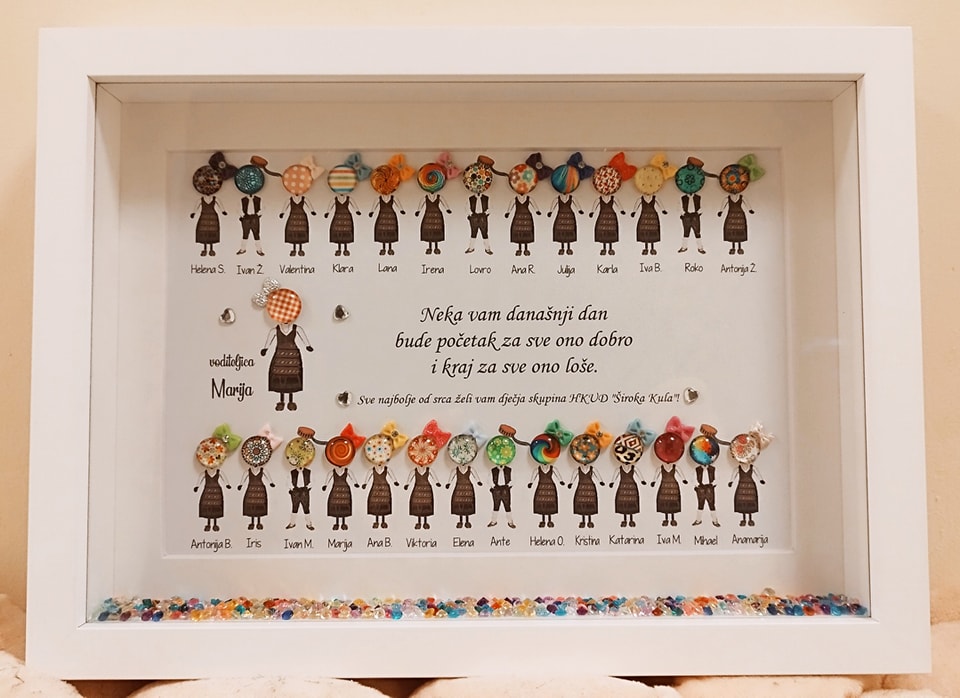 Helena S. Ivan Ž. Valentina Klara Lana Irena Lovro Ana R. Julija Karla Iva B. Roko Antonija Ž.
voditeljica
Marija
Neka vam današnji dan
bude početak za sve ono dobro
i kraj za sve ono loše.
Sve najbolje od srca želi vam dječja skupina HKUD "Široka Kula"!
Antonija B. Iris Ivan M. Marija Ana B. Viktoria Elena Ante Helena O. Kristina Katarina Iva M. Mihael Anamarija